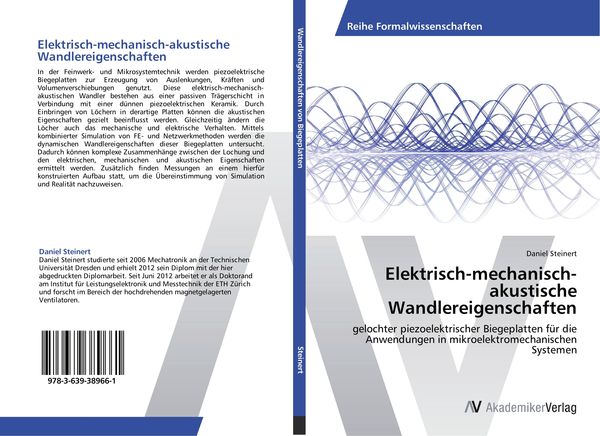 Elektrisch-mechanisch-akustische
Wandlereigenschaften
In der Feinwerk- und Mikrosystemtechnik werden piezoelektrische
Biegeplatten zur Erzeugung von Auslenkungen, Kräften und
Volumenverschiebungen genutzt. Diese elektrisch-mechanisch-
akustischen Wandler bestehen aus einer passiven Trägerschicht in
Verbindung mit einer dünnen piezoelektrischen Keramik. Durch
Einbringen von Löchern in derartige Platten können die akustischen
Eigenschaften gezielt beeinflusst werden. Gleichzeitig ändern die
Löcher auch das mechanische und elektrische Verhalten. Mittels
kombinierter Simulation von FE- und Netzwerkmethoden werden die
dynamischen Wandlereigenschaften dieser Biegeplatten untersucht.
Dadurch können komplexe Zusammenhänge zwischen der Lochung und
den elektrischen, mechanischen und akustischen Eigenschaften
ermittelt werden. Zusätzlich finden Messungen an einem hierfür
konstruierten Aufbau statt, um die Übereinstimmung von Simulation
und Realität nachzuweisen.
Daniel Steinert
Daniel Steinert studierte seit 2006 Mechatronik an der Technischen
Universität Dresden und erhielt 2012 sein Diplom mit der hier
abgedruckten Diplomarbeit. Seit Juni 2012 arbeitet er als Doktorand
am Institut für Leistungselektronik und Messtechnik der ETH Zürich
und forscht im Bereich der hochdrehenden magnetgelagerten
Ventilatoren.
978-3-639-38966-1
Wandlereigenschaften von Biegeplatten
Steinert
Reihe Formalwissenschaften
Daniel Steinert
Elektrisch-mechanisch-
akustische
Wandlereigenschaften
gelochter piezoelektrischer Biegeplatten für die
Anwendungen in mikroelektromechanischen
Systemen
AV AkademikerVerlag